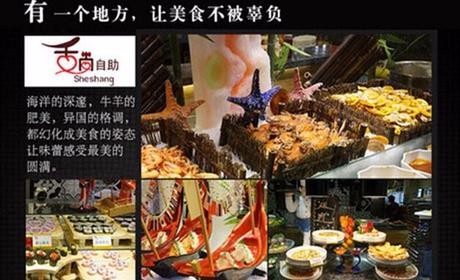 有一个地方，让美食不被辜负
舌尚自助
Sheshang
海洋的深邃，牛羊的
肥美，异国的格调，
都幻化成美食的姿态
让味蕾感受最美的
圆满。